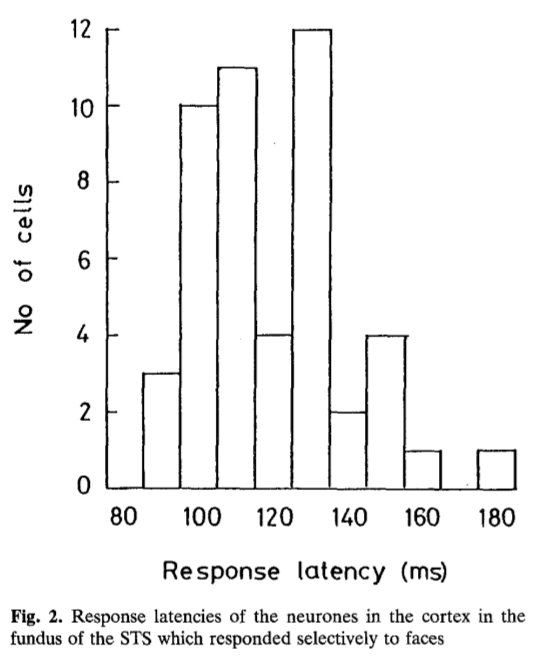 12
10
8
6
4
2
0
No of cells
80 100 120 140 160 180
Response latency (ms)
Fig. 2. Response latencies of the neurones in the cortex in the
fundus of the STS which responded selectively to faces